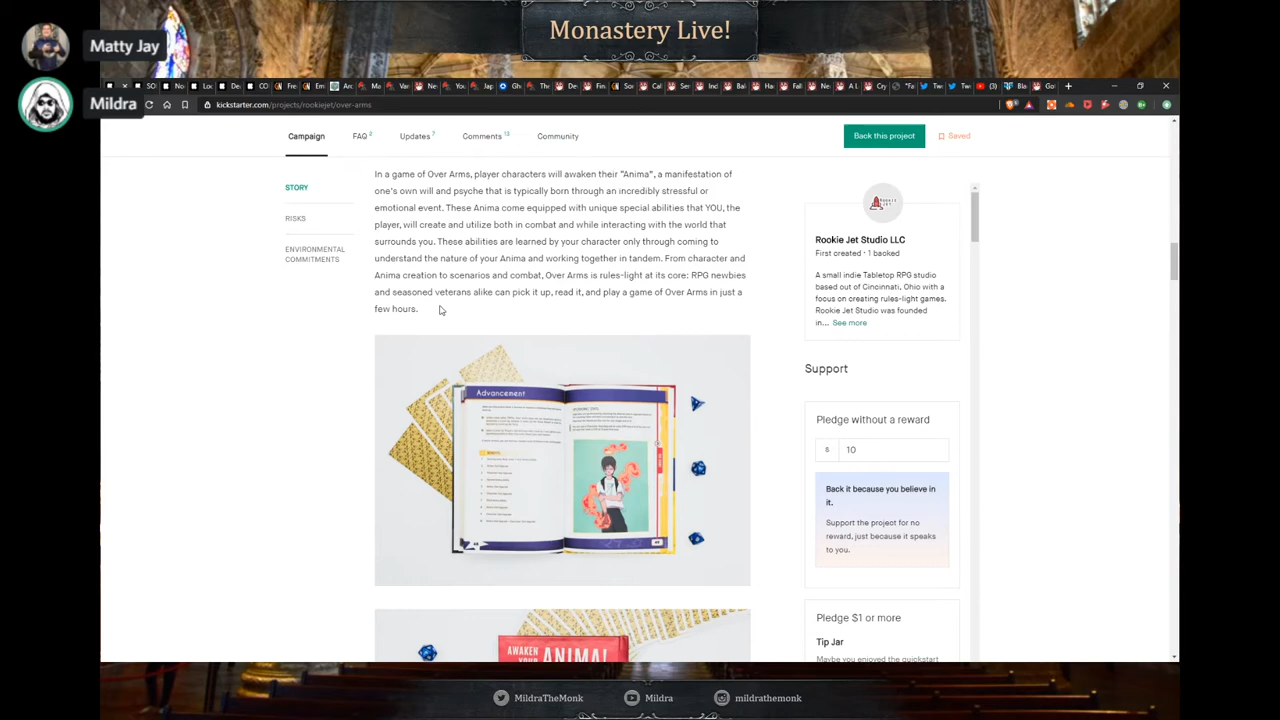 Monastery Live!
Matty Jay
Mildra
kickstarter.com/projects/rookiejet/over-arms
Campaign
FAQ 8
Updates 7
Comments 13
Community
Back this project
Saved
STORY
RISKS
ENVIRONMENTAL
COMMITMENTS
In a game of Over Arms, player characters will awaken their "Anima", a manifestation of
one's own will and psyche that is typically born through an incredibly stressful or
emotional event. These Anima come equipped with unique special abilities that YOU, the
player, will create and utilize both in combat and while interacting with the world that
surrounds you. These abilities are learned by your character only through coming to
understand the nature of your Anima and working together in tandem. From character and
Anima creation to scenarios and combat, Over Arms is rules-light at its core: RPG newbies
and seasoned veterans alike can pick it up, read it, and play a game of Over Arms in just a
few hours.
Advancement
AWAKEN
YOUR
ANIMA!
Rookie Jet Studio LLC
First created · 1 backed
A small indie Tabletop RPG studio
based out of Cincinnati, Ohio with a
focus on creating rules-light games.
Rookie Jet Studio was founded
in... See more
Support
Pledge without a reward
$ 10
Back it because you believe in
it.
Support the project for no
reward, just because it speaks
to you.
Pledge $1 or more
Tip Jar
Maybe you enjoyed the quickstart
MildraTheMonk
Mildra
mildrathemonk